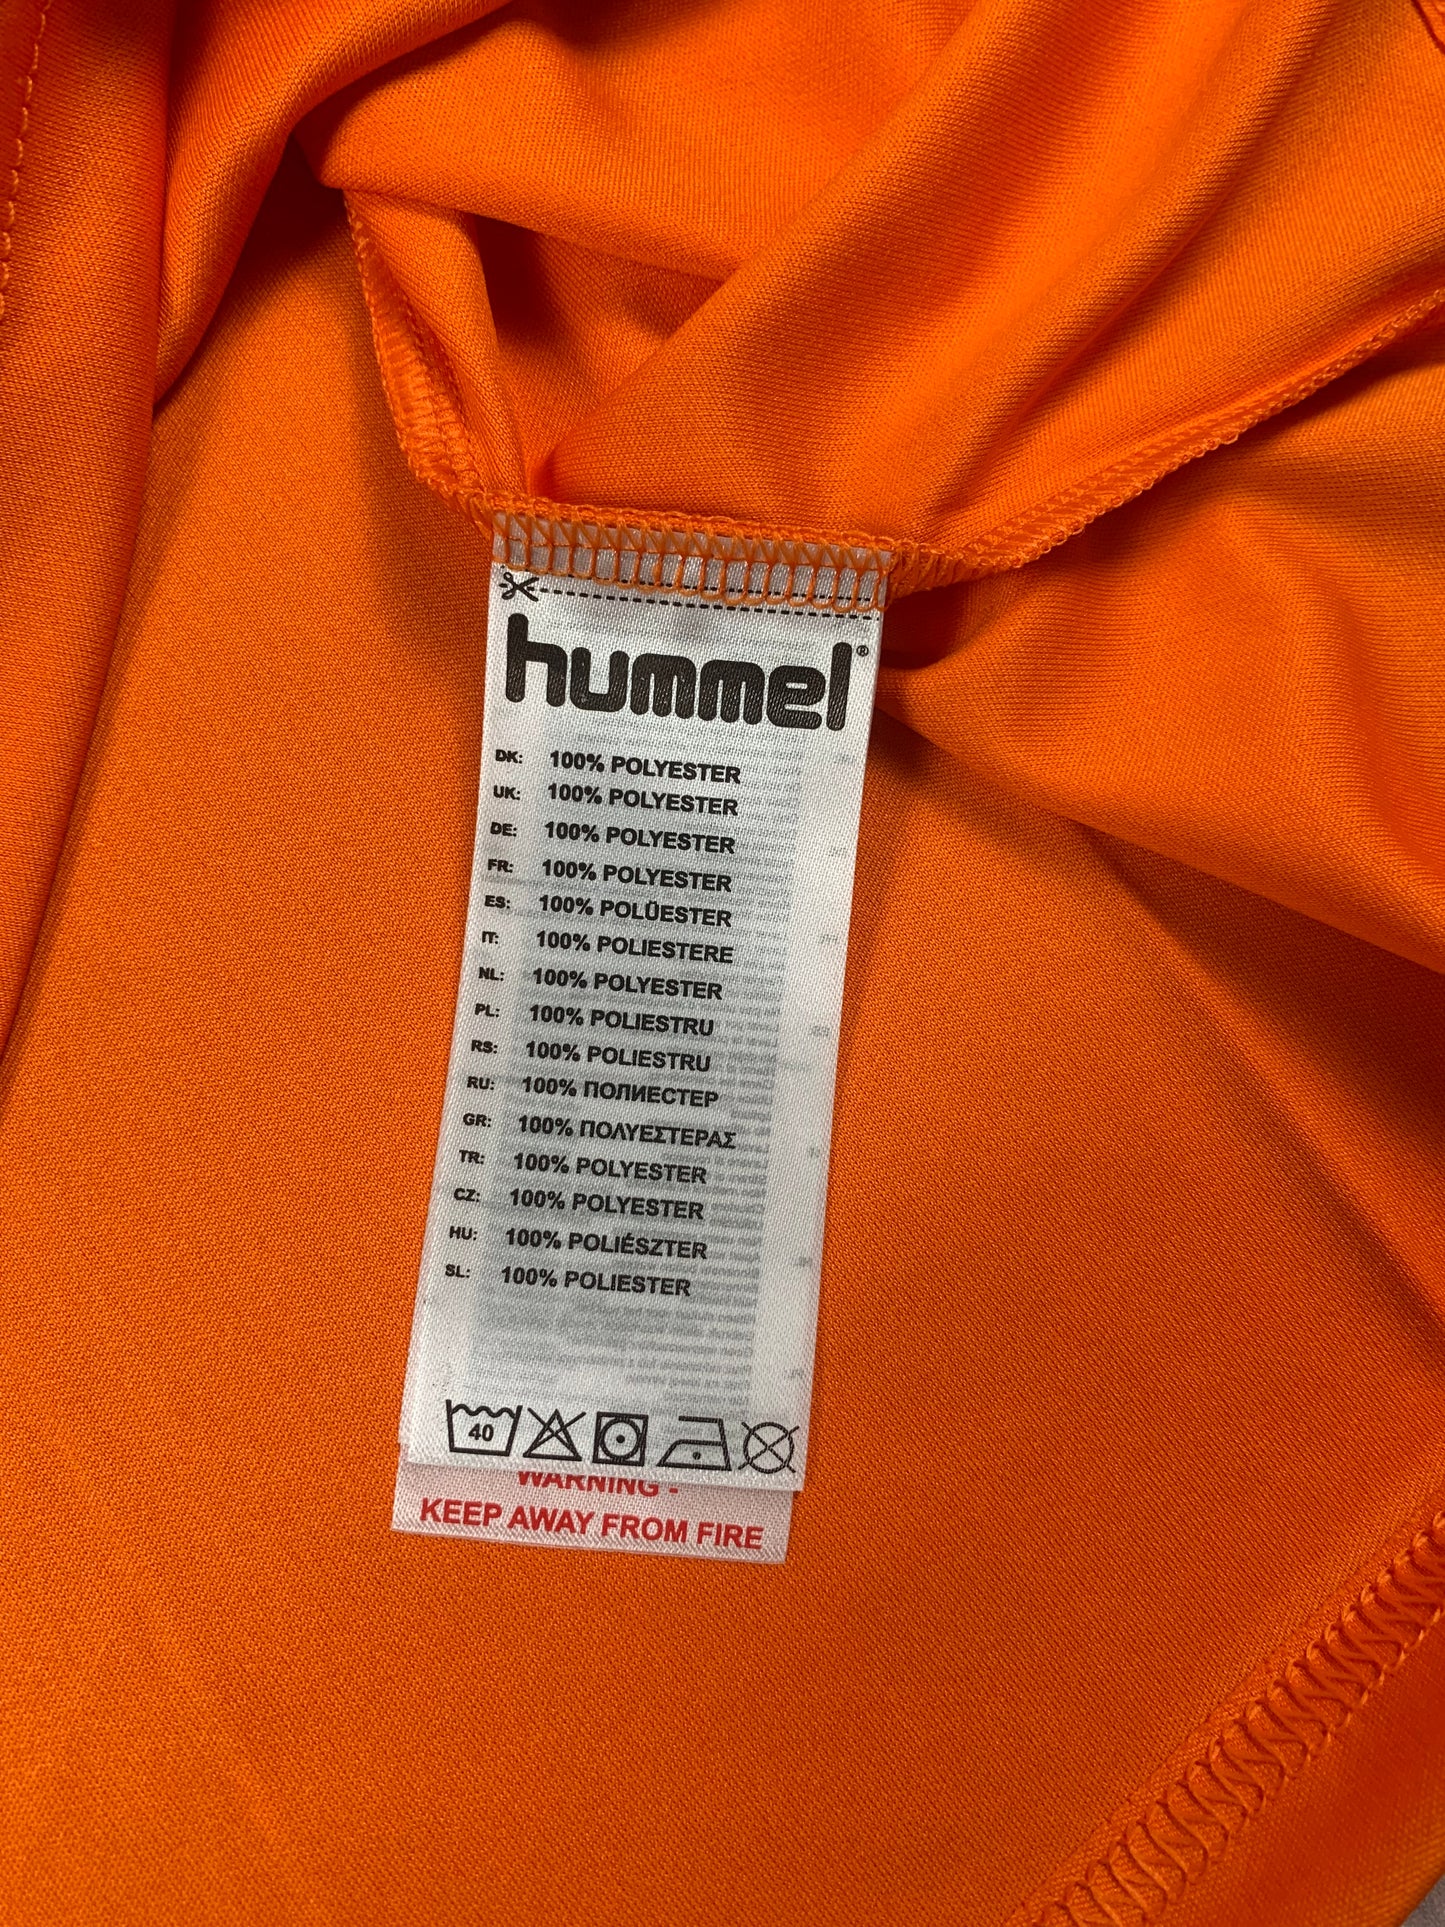 hummel®
DK: 100% POLYESTER
UK: 100% POLYESTER
DE: 100% POLYESTER
FR: 100% POLYESTER
ES: 100% POLÜESTER
IT: 100% POLIESTERE
NL: 100% POLYESTER
PL: 100% POLIESTRU
RS: 100% POLIESTRU
RU: 100% ПОЛИЕСТЕР
GR: 100% ΠΟΛΥΕΣΤΕΡΑΣ
TR: 100% POLYESTER
CZ: 100% POLYESTER
HU: 100% POLIÉSZTER
SL: 100% POLIESTER
40
WARNING -
KEEP AWAY FROM FIRE